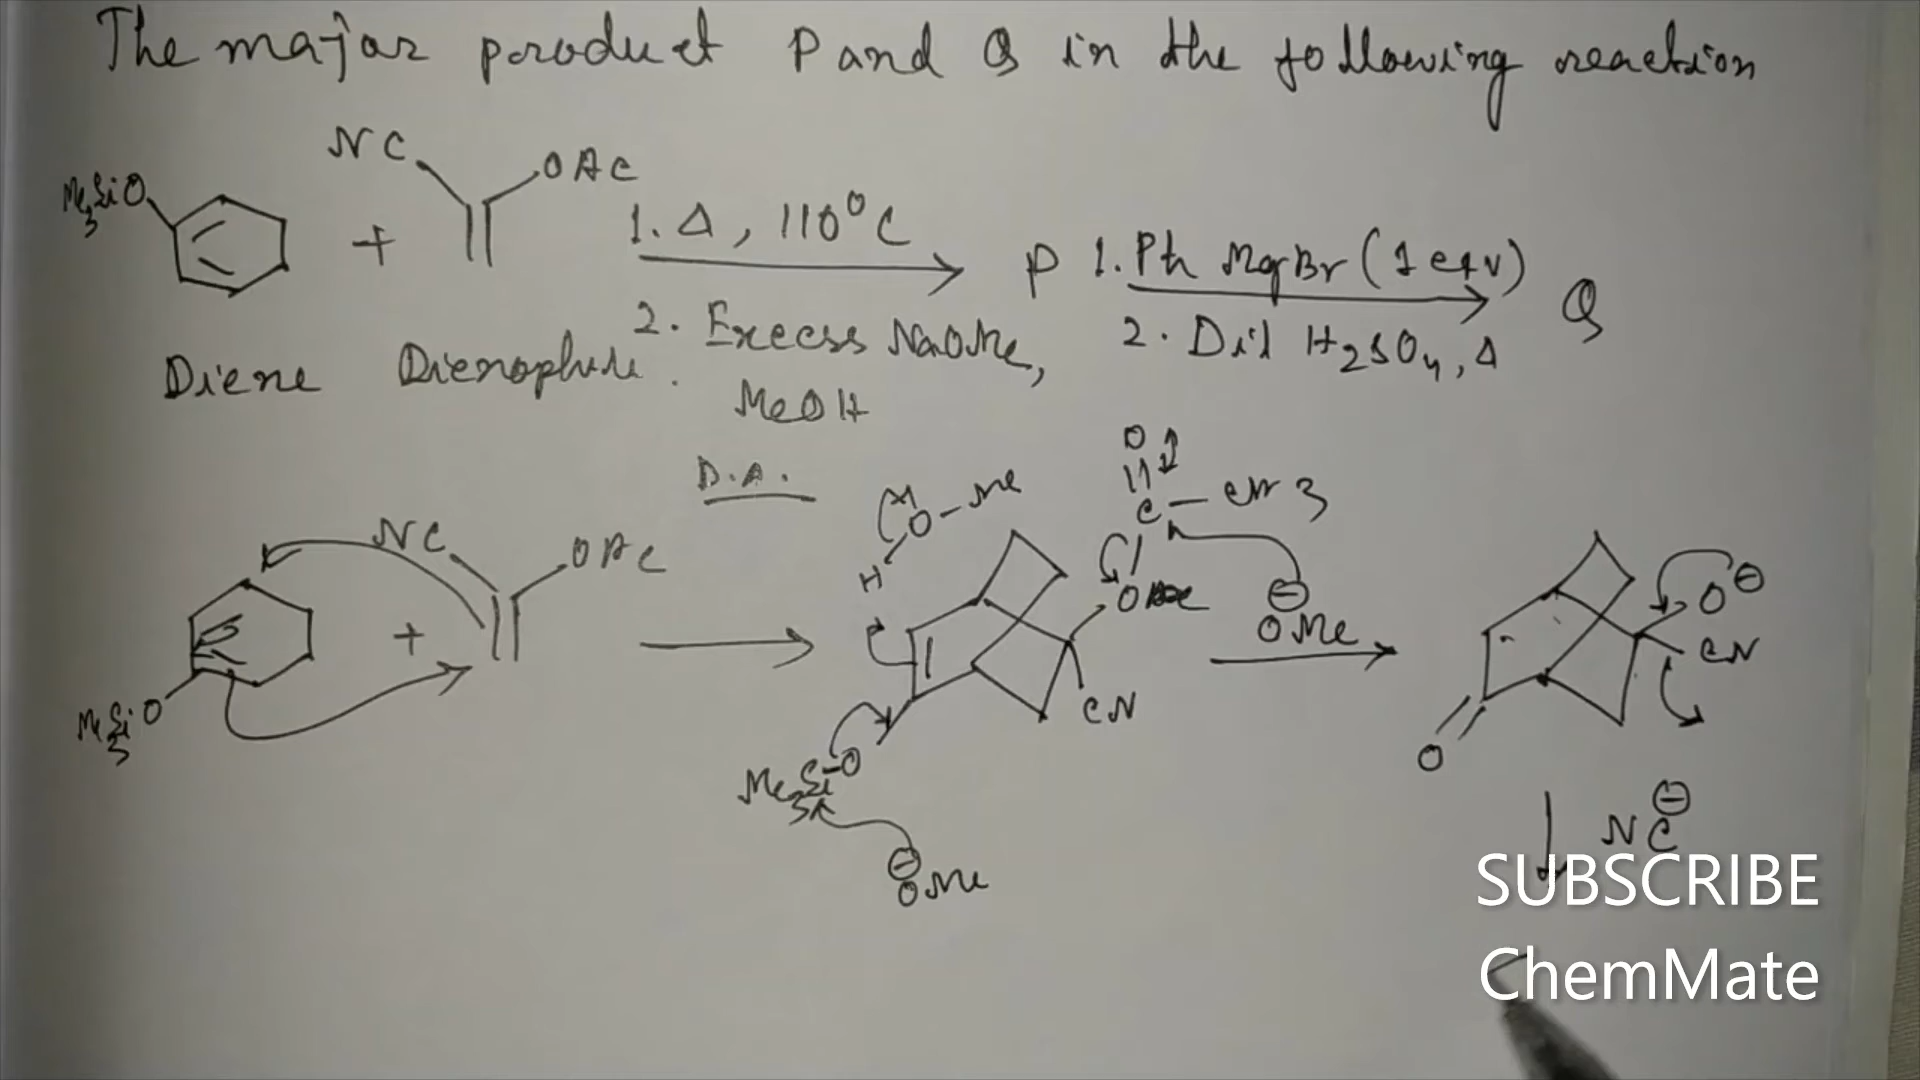 The major product P and Q in the following reaction
NC
OAC
Me3SiO
+
1. Δ, 110°C
P
1. Ph MgBr (1 eqv)
Q
2. Excess NaOMe,
MeOH
2. Dil H2SO4, Δ
Diene
Dienophile.
D.A.
NC
OAC
+
Me3SiO
H
O-Me
O
C-CH3
O
CN
Me3Si-O
⊖
OMe
⊖
OMe
O⊖
CN
O
NC⊖
SUBSCRIBE
ChemMate